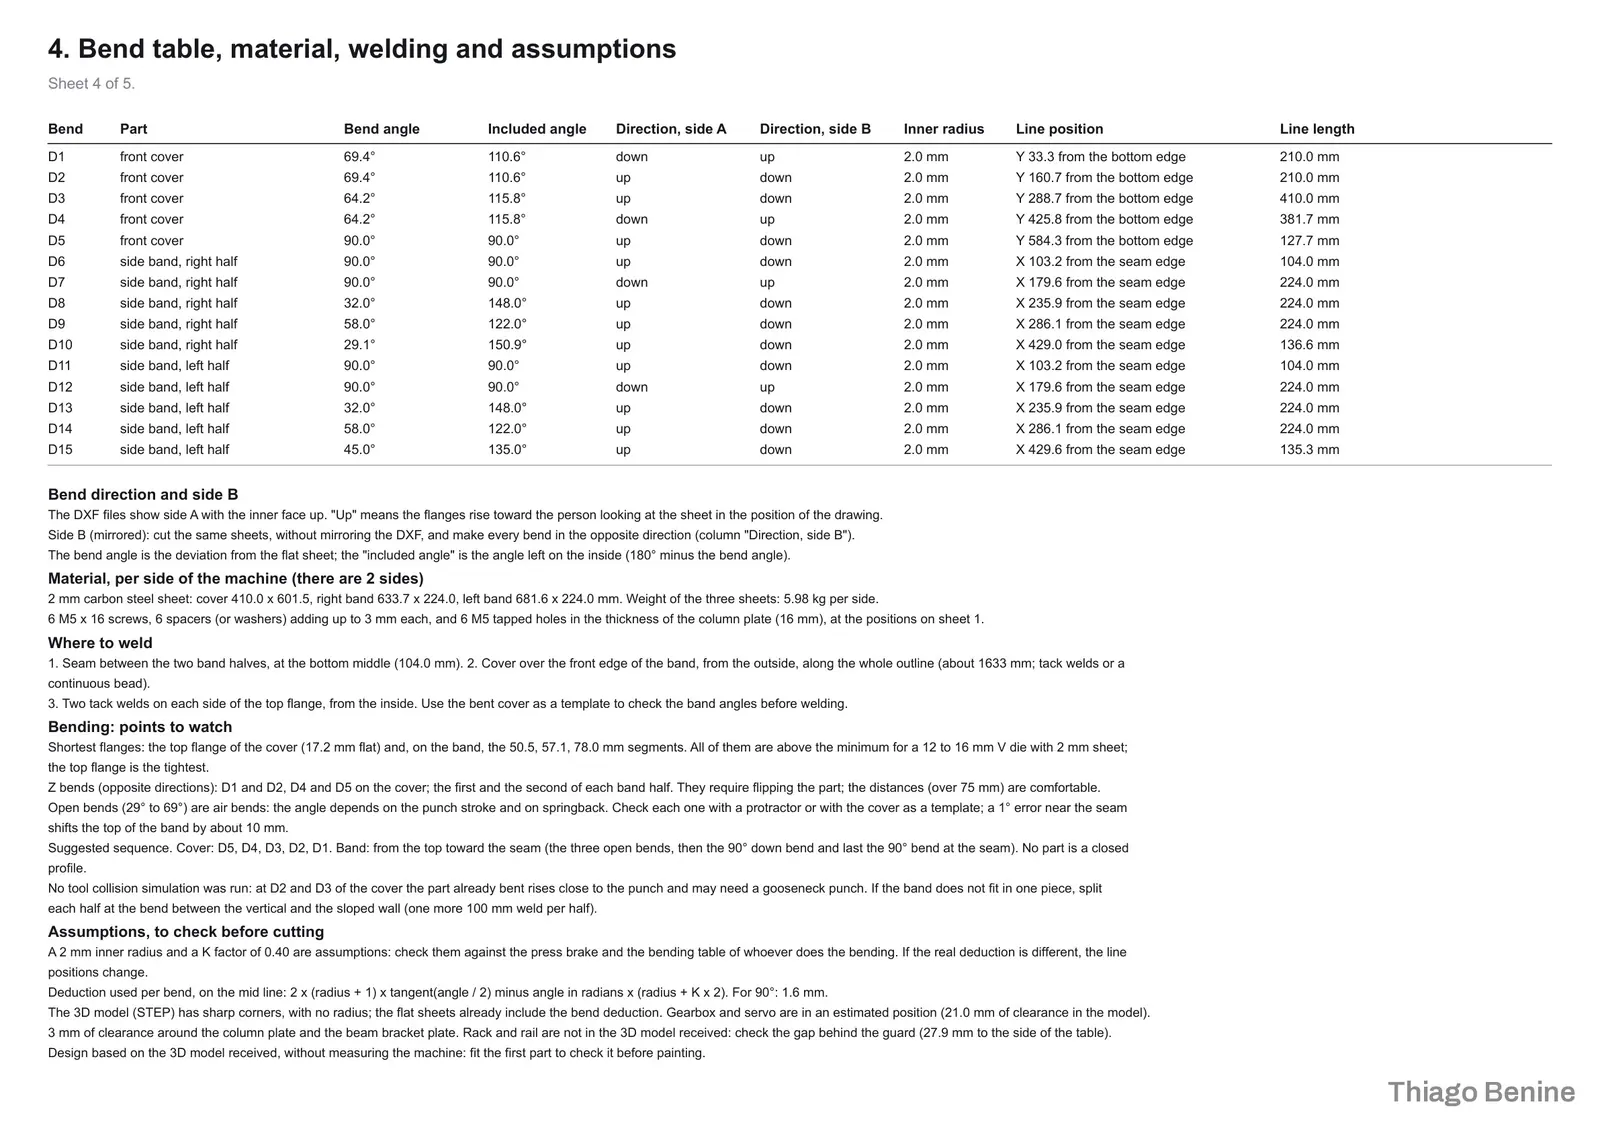 4. Bend table, material, welding and assumptions
Sheet 4 of 5.
Bend Part Bend angle Included angle Direction, side A Direction, side B Inner radius Line position Line length
D1 front cover 69.4° 110.6° down up 2.0 mm Y 33.3 from the bottom edge 210.0 mm
D2 front cover 69.4° 110.6° up down 2.0 mm Y 160.7 from the bottom edge 210.0 mm
D3 front cover 64.2° 115.8° up down 2.0 mm Y 288.7 from the bottom edge 410.0 mm
D4 front cover 64.2° 115.8° down up 2.0 mm Y 425.8 from the bottom edge 381.7 mm
D5 front cover 90.0° 90.0° up down 2.0 mm Y 584.3 from the bottom edge 127.7 mm
D6 side band, right half 90.0° 90.0° up down 2.0 mm X 103.2 from the seam edge 104.0 mm
D7 side band, right half 90.0° 90.0° down up 2.0 mm X 179.6 from the seam edge 224.0 mm
D8 side band, right half 32.0° 148.0° up down 2.0 mm X 235.9 from the seam edge 224.0 mm
D9 side band, right half 58.0° 122.0° up down 2.0 mm X 286.1 from the seam edge 224.0 mm
D10 side band, right half 29.1° 150.9° up down 2.0 mm X 429.0 from the seam edge 136.6 mm
D11 side band, left half 90.0° 90.0° up down 2.0 mm X 103.2 from the seam edge 104.0 mm
D12 side band, left half 90.0° 90.0° down up 2.0 mm X 179.6 from the seam edge 224.0 mm
D13 side band, left half 32.0° 148.0° up down 2.0 mm X 235.9 from the seam edge 224.0 mm
D14 side band, left half 58.0° 122.0° up down 2.0 mm X 286.1 from the seam edge 224.0 mm
D15 side band, left half 45.0° 135.0° up down 2.0 mm X 429.6 from the seam edge 135.3 mm
Bend direction and side B
The DXF files show side A with the inner face up. "Up" means the flanges rise toward the person looking at the sheet in the position of the drawing.
Side B (mirrored): cut the same sheets, without mirroring the DXF, and make every bend in the opposite direction (column "Direction, side B").
The bend angle is the deviation from the flat sheet; the "included angle" is the angle left on the inside (180° minus the bend angle).
Material, per side of the machine (there are 2 sides)
2 mm carbon steel sheet: cover 410.0 x 601.5, right band 633.7 x 224.0, left band 681.6 x 224.0 mm. Weight of the three sheets: 5.98 kg per side.
6 M5 x 16 screws, 6 spacers (or washers) adding up to 3 mm each, and 6 M5 tapped holes in the thickness of the column plate (16 mm), at the positions on sheet 1.
Where to weld
1. Seam between the two band halves, at the bottom middle (104.0 mm). 2. Cover over the front edge of the band, from the outside, along the whole outline (about 1633 mm; tack welds or a
continuous bead).
3. Two tack welds on each side of the top flange, from the inside. Use the bent cover as a template to check the band angles before welding.
Bending: points to watch
Shortest flanges: the top flange of the cover (17.2 mm flat) and, on the band, the 50.5, 57.1, 78.0 mm segments. All of them are above the minimum for a 12 to 16 mm V die with 2 mm sheet;
the top flange is the tightest.
Z bends (opposite directions): D1 and D2, D4 and D5 on the cover; the first and the second of each band half. They require flipping the part; the distances (over 75 mm) are comfortable.
Open bends (29° to 69°) are air bends: the angle depends on the punch stroke and on springback. Check each one with a protractor or with the cover as a template; a 1° error near the seam
shifts the top of the band by about 10 mm.
Suggested sequence. Cover: D5, D4, D3, D2, D1. Band: from the top toward the seam (the three open bends, then the 90° down bend and last the 90° bend at the seam). No part is a closed
profile.
No tool collision simulation was run: at D2 and D3 of the cover the part already bent rises close to the punch and may need a gooseneck punch. If the band does not fit in one piece, split
each half at the bend between the vertical and the sloped wall (one more 100 mm weld per half).
Assumptions, to check before cutting
A 2 mm inner radius and a K factor of 0.40 are assumptions: check them against the press brake and the bending table of whoever does the bending. If the real deduction is different, the line
positions change.
Deduction used per bend, on the mid line: 2 x (radius + 1) x tangent(angle / 2) minus angle in radians x (radius + K x 2). For 90°: 1.6 mm.
The 3D model (STEP) has sharp corners, with no radius; the flat sheets already include the bend deduction. Gearbox and servo are in an estimated position (21.0 mm of clearance in the model).
3 mm of clearance around the column plate and the beam bracket plate. Rack and rail are not in the 3D model received: check the gap behind the guard (27.9 mm to the side of the table).
Design based on the 3D model received, without measuring the machine: fit the first part to check it before painting.
Thiago Benine